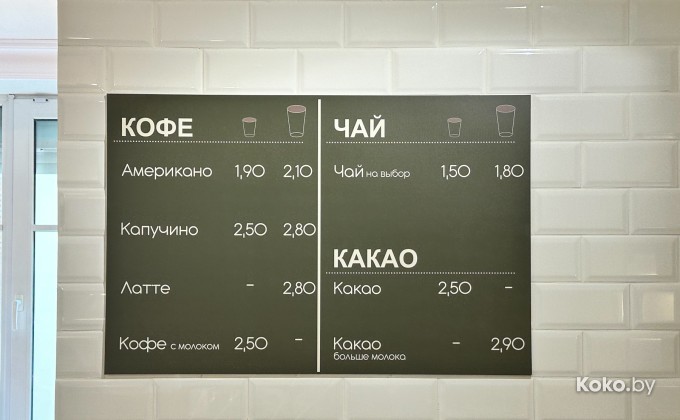 КОФЕ
Американо 1,90 2,10
Капучино 2,50 2,80
Латте - 2,80
Кофе с молоком 2,50 -
ЧАЙ
Чай на выбор 1,50 1,80
КАКАО
Какао 2,50 -
Какао - 2,90
больше молока
Koko.by